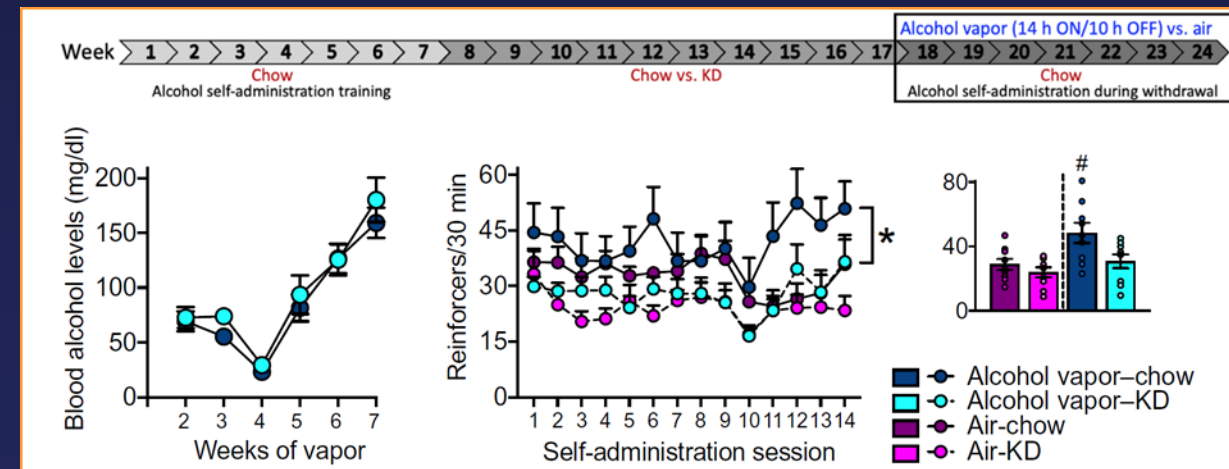 Alcohol vapor (14 h ON/10 h OFF) vs. air
Week 1 2 3 4 5 6 7 8 9 10 11 12 13 14 15 16 17 18 19 20 21 22 23 24
Chow
Alcohol self-administration training
Chow vs. KD
Chow
Alcohol self-administration during withdrawal
Blood alcohol levels (mg/dl)
200
150
100
50
0
2 3 4 5 6 7
Weeks of vapor
Reinforcers/30 min
60
45
30
15
0
*
1 2 3 4 5 6 7 8 9 10 11 12 13 14
Self-administration session
80
40
0
#
Alcohol vapor–chow
Alcohol vapor–KD
Air-chow
Air-KD